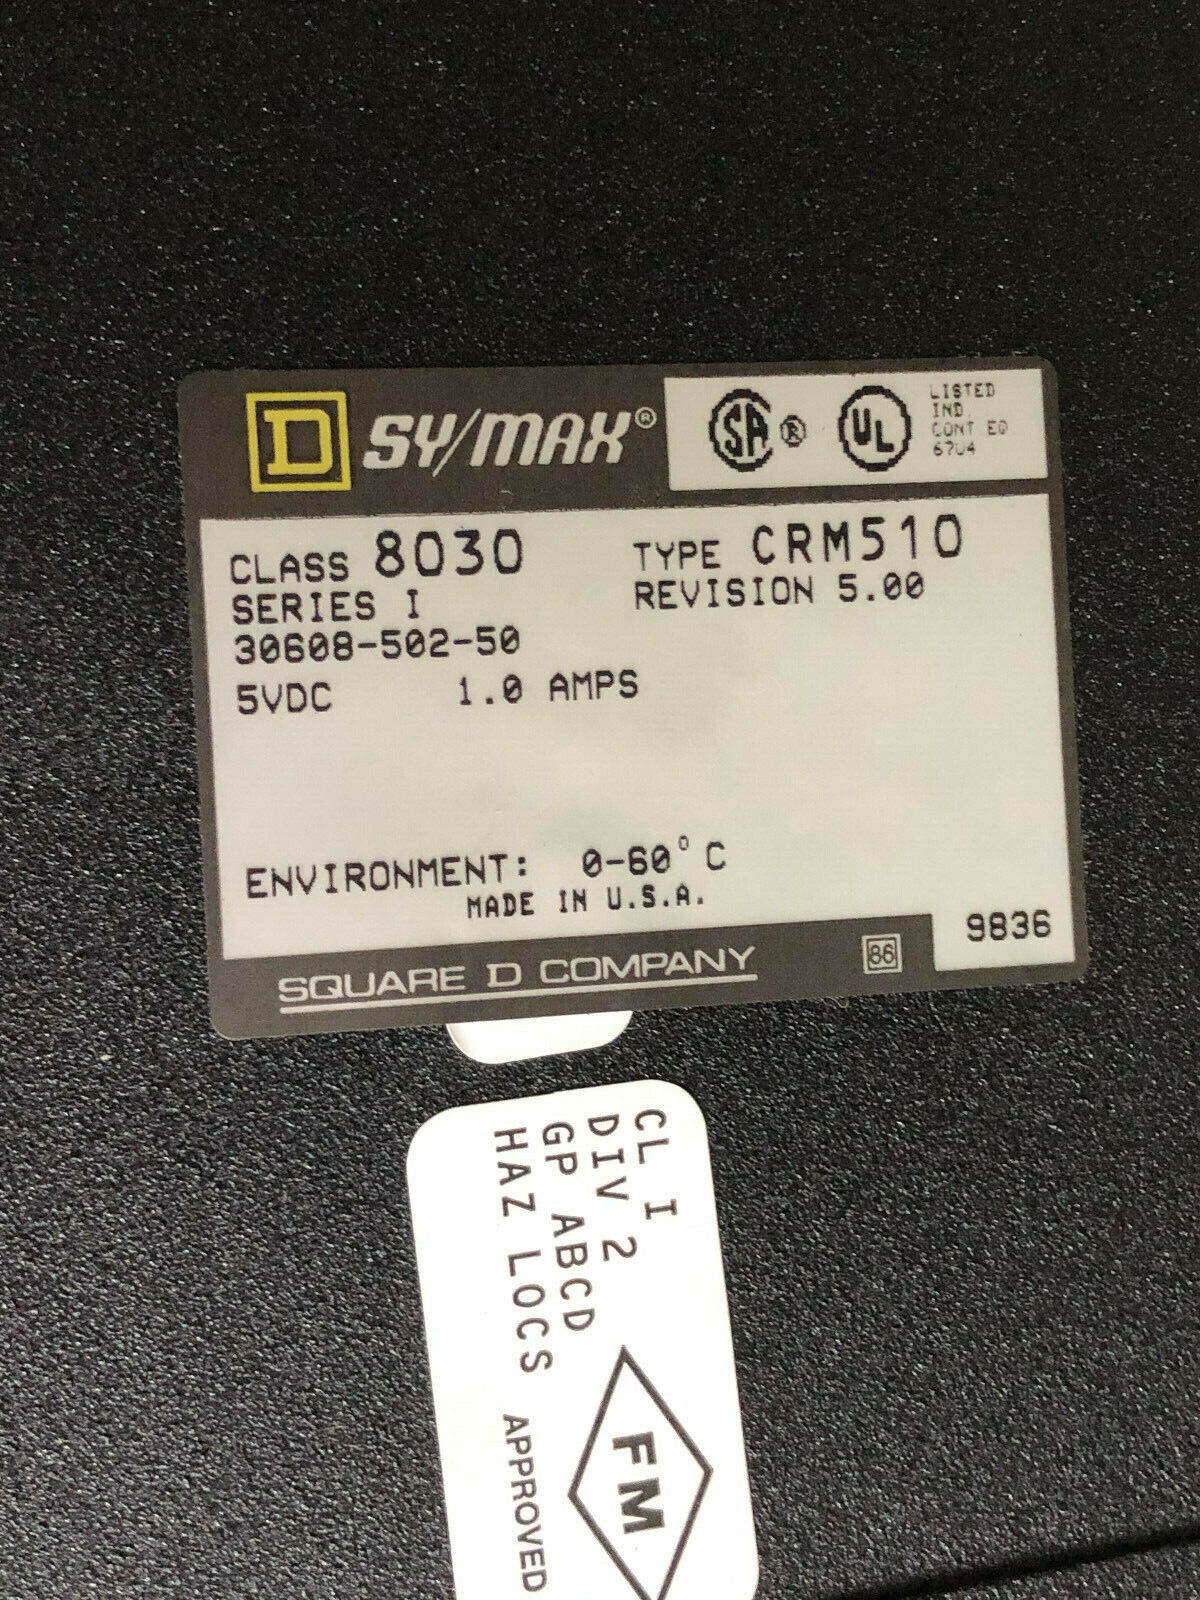 D SY/MAX®
SA ® UL
LISTED
IND.
CONT EQ
67U4
CLASS 8030 TYPE CRM510
SERIES I REVISION 5.00
30608-502-50
5VDC 1.0 AMPS
ENVIRONMENT: 0-60°C
MADE IN U.S.A.
9836
SQUARE D COMPANY 86
CL I
DIV 2
GP ABCD
HAZ LOCS
FM
APPROVED